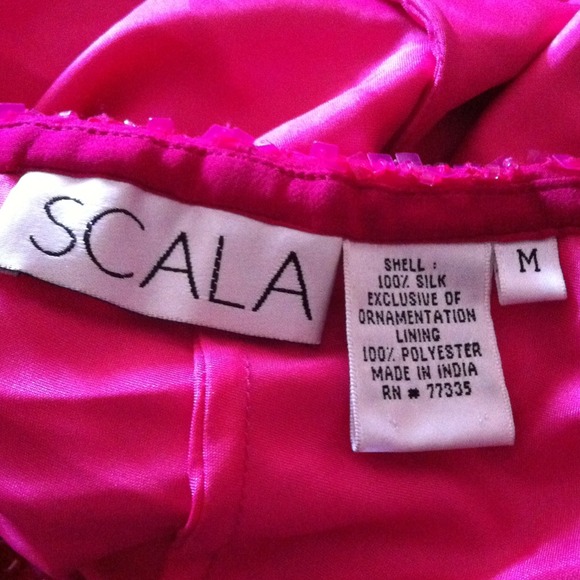 SCALA
SHELL :
100% SILK
EXCLUSIVE OF
ORNAMENTATION
LINING
100% POLYESTER
MADE IN INDIA
RN # 77335
M